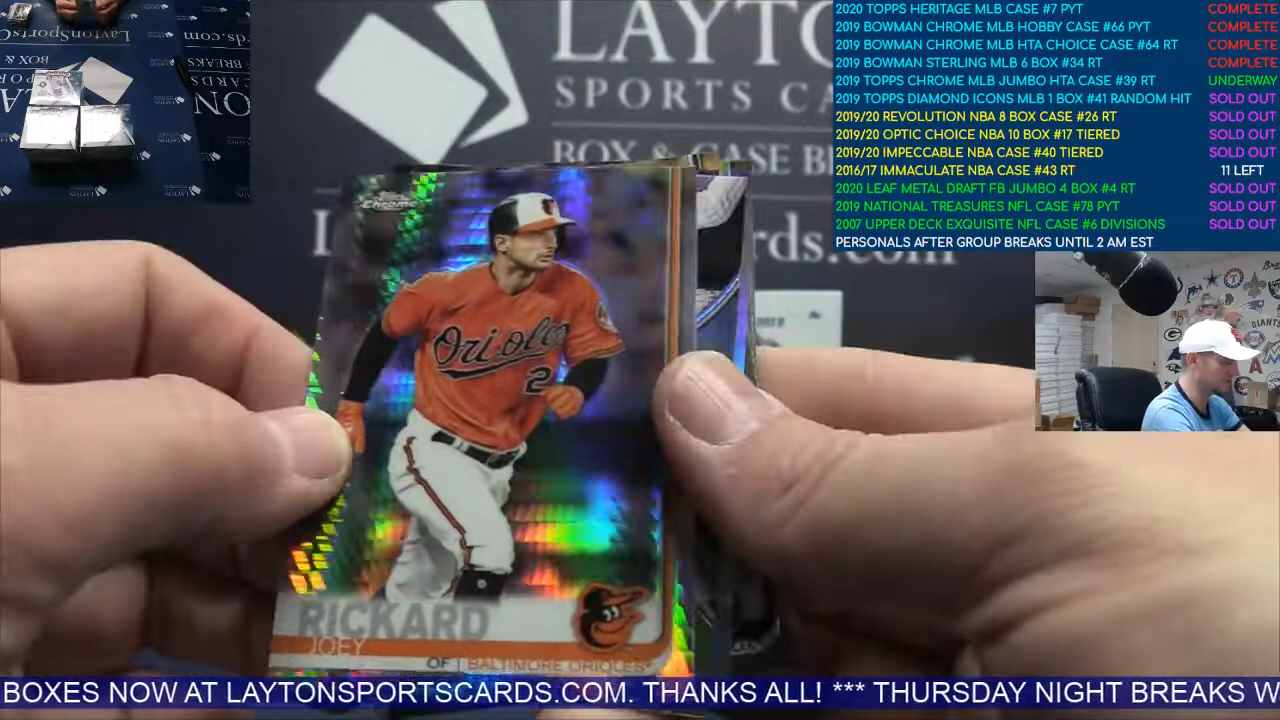 LAYTO
SPORTS CA
BOX & CASE B
rds.com
2020 TOPPS HERITAGE MLB CASE #7 PYT COMPLETE
2019 BOWMAN CHROME MLB HOBBY CASE #66 PYT COMPLETE
2019 BOWMAN CHROME MLB HTA CHOICE CASE #64 RT COMPLETE
2019 BOWMAN STERLING MLB 6 BOX #34 RT COMPLETE
2019 TOPPS CHROME MLB JUMBO HTA CASE #39 RT UNDERWAY
2019 TOPPS DIAMOND ICONS MLB 1 BOX #41 RANDOM HIT SOLD OUT
2019/20 REVOLUTION NBA 8 BOX CASE #26 RT SOLD OUT
2019/20 OPTIC CHOICE NBA 10 BOX #17 TIERED SOLD OUT
2019/20 IMPECCABLE NBA CASE #40 TIERED SOLD OUT
2016/17 IMMACULATE NBA CASE #43 RT 11 LEFT
2020 LEAF METAL DRAFT FB JUMBO 4 BOX #4 RT SOLD OUT
2019 NATIONAL TREASURES NFL CASE #78 PYT SOLD OUT
2007 UPPER DECK EXQUISITE NFL CASE #6 DIVISIONS SOLD OUT
PERSONALS AFTER GROUP BREAKS UNTIL 2 AM EST
Chrome
Orioles
2
RICKARD
JOEY
OF | BALTIMORE ORIOLES
BOXES NOW AT LAYTONSPORTSCARDS.COM. THANKS ALL! *** THURSDAY NIGHT BREAKS W